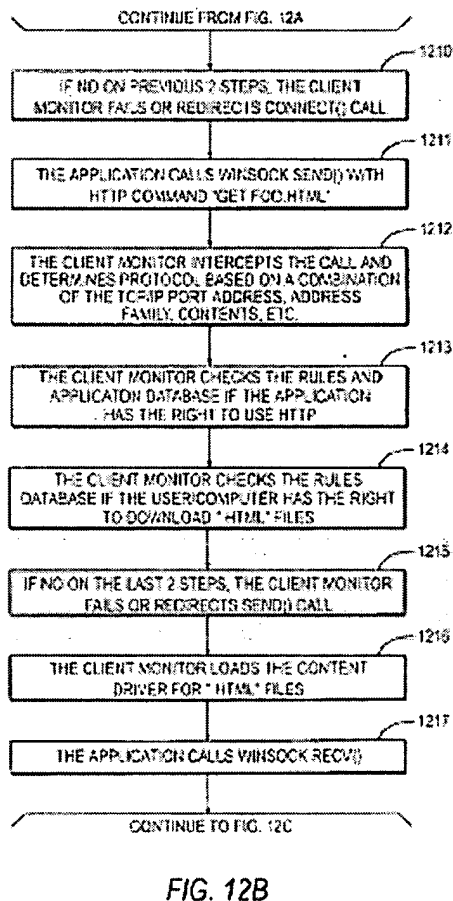 CONTINUE FROM FIG. 12A
1210
IF NO ON PREVIOUS 2 STEPS, THE CLIENT
MONITOR FAILS OR REDIRECTS CONNECT() CALL
1211
THE APPLICATION CALLS WINSOCK SEND() WITH
HTTP COMMAND "GET FOO.HTML"
1212
THE CLIENT MONITOR INTERCEPTS THE CALL AND
DETERMINES PROTOCOL BASED ON A COMBINATION
OF THE TCP/IP PORT ADDRESS, ADDRESS
FAMILY, CONTENTS, ETC.
1213
THE CLIENT MONITOR CHECKS THE RULES AND
APPLICATON DATABASE IF THE APPLICATION
HAS THE RIGHT TO USE HTTP
1214
THE CLIENT MONITOR CHECKS THE RULES
DATABASE IF THE USER/COMPUTER HAS THE RIGHT
TO DOWNLOAD ".HTML" FILES
1215
IF NO ON THE LAST 2 STEPS, THE CLIENT MONITOR
FAILS OR REDIRECTS SEND() CALL
1216
THE CLIENT MONITOR LOADS THE CONTENT
DRIVER FOR ".HTML" FILES
1217
THE APPLICATION CALLS WINSOCK RECV()
CONTINUE TO FIG. 12C
FIG. 12B